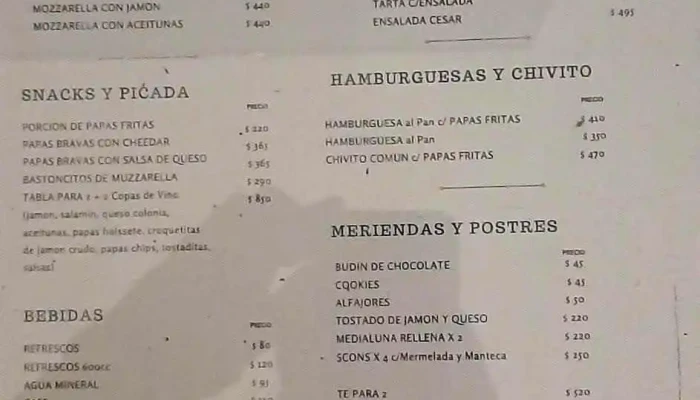 MOZZARELLA CON JAMON $ 440
MOZZARELLA CON ACEITUNAS $ 440
SNACKS Y PICADA
PRECIO
PORCION DE PAPAS FRITAS $ 220
PAPAS BRAVAS CON CHEDDAR $ 365
PAPAS BRAVAS CON SALSA DE QUESO $ 365
BASTONCITOS DE MUZZARELLA $ 290
TABLA PARA 2 + 2 Copas de Vino $ 850
(jamon, salamin, queso colonia,
aceitunas, papas noissete, croquetitas
de jamon crudo, papas chips, tostaditas,
salsas)
BEBIDAS
PRECIO
REFRESCOS $ 80
REFRESCOS 600cc $ 120
AGUA MINERAL $ 95
TARTA C/ENSALADA
ENSALADA CESAR $ 495
HAMBURGUESAS Y CHIVITO
PRECIO
HAMBURGUESA al Pan c/ PAPAS FRITAS $ 410
HAMBURGUESA al Pan $ 350
CHIVITO COMUN c/ PAPAS FRITAS $ 470
MERIENDAS Y POSTRES
PRECIO
BUDIN DE CHOCOLATE $ 45
COOKIES $ 45
ALFAJORES $ 50
TOSTADO DE JAMON Y QUESO $ 220
MEDIALUNA RELLENA X 2 $ 220
SCONS X 4 c/Mermelada y Manteca $ 250
TE PARA 2 $ 520